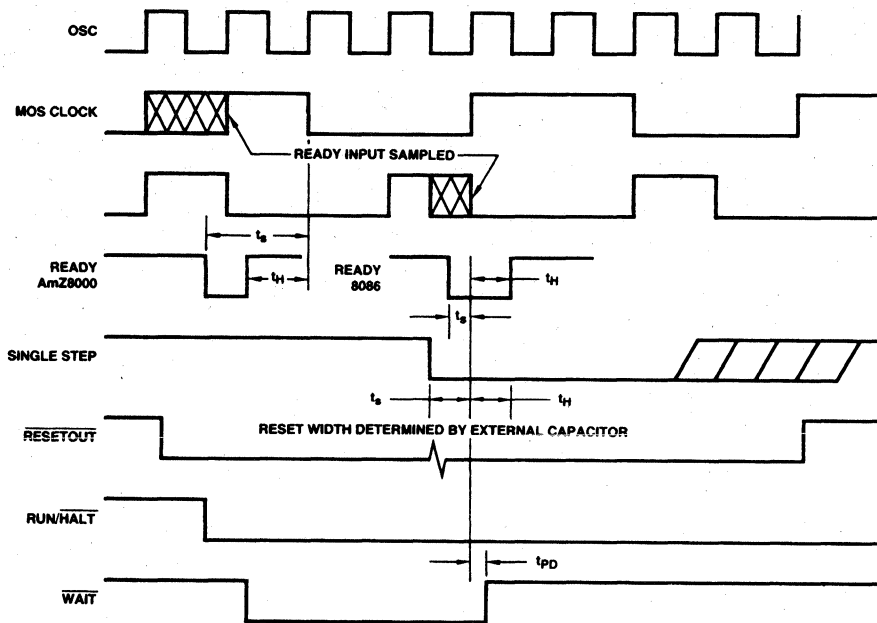 OSC
MOS CLOCK
READY INPUT SAMPLED
ts
READY
AmZ8000
tH
READY
8086
tH
ts
SINGLE STEP
ts
tH
RESETOUT
RESET WIDTH DETERMINED BY EXTERNAL CAPACITOR
RUN/HALT
tPD
WAIT